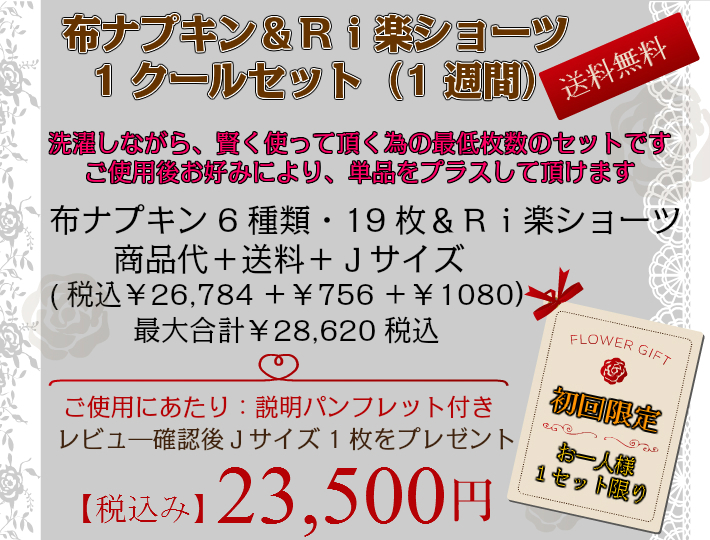 布ナプキン＆Ｒｉ楽ショーツ
１クールセット（１週間）
送料無料
洗濯しながら、賢く使って頂く為の最低枚数のセットです
ご使用後お好みにより、単品をプラスして頂けます
布ナプキン６種類・19枚＆Ｒｉ楽ショーツ
商品代＋送料＋Ｊサイズ
(税込￥26,784＋￥756＋￥1080)
最大合計￥28,620税込
FLOWER GIFT
初回限定
お一人様
１セット限り
ご使用にあたり：説明パンフレット付き
レビュ―確認後Ｊサイズ１枚をプレゼント
【税込み】23,500円